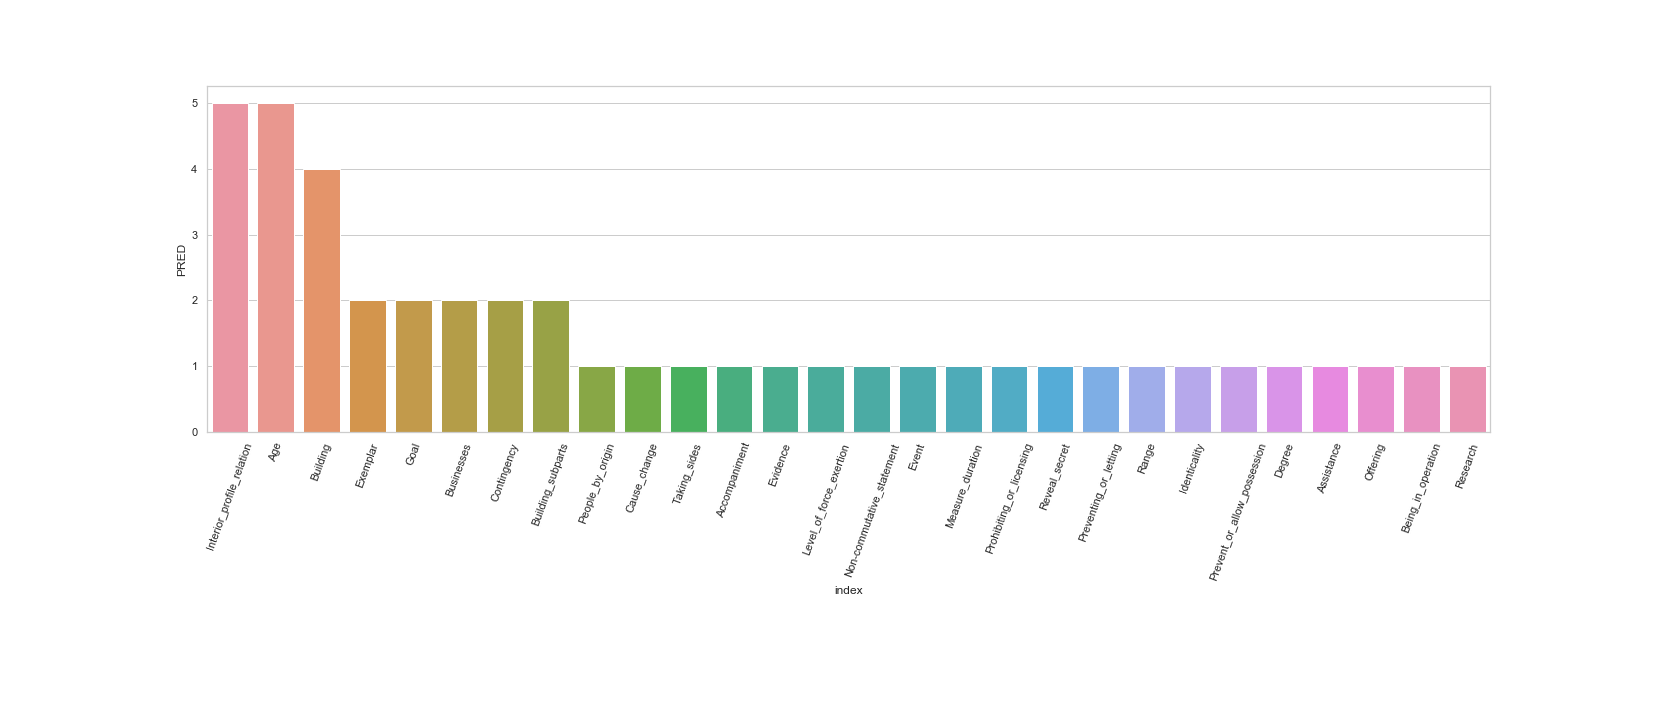 5
4
3
2
1
0
PRED
Interior_profile_relation
Age
Building
Exemplar
Goal
Businesses
Contingency
Building_subparts
People_by_origin
Cause_change
Taking_sides
Accompaniment
Evidence
Level_of_force_exertion
Non-commutative_statement
Event
Measure_duration
Prohibiting_or_licensing
Reveal_secret
Preventing_or_letting
Range
Identicality
Prevent_or_allow_possession
Degree
Assistance
Offering
Being_in_operation
Research
index